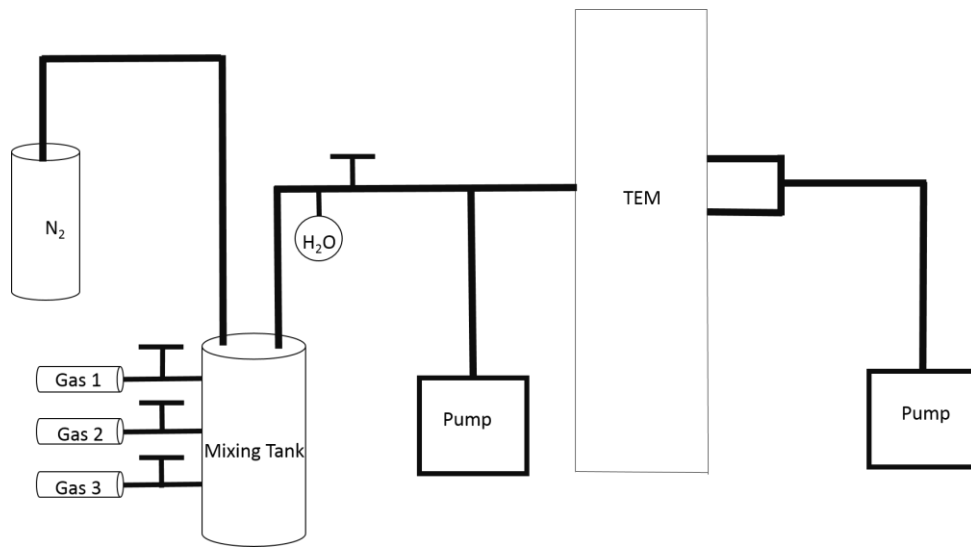 N₂
H₂O
TEM
Gas 1
Gas 2
Gas 3
Mixing Tank
Pump
Pump